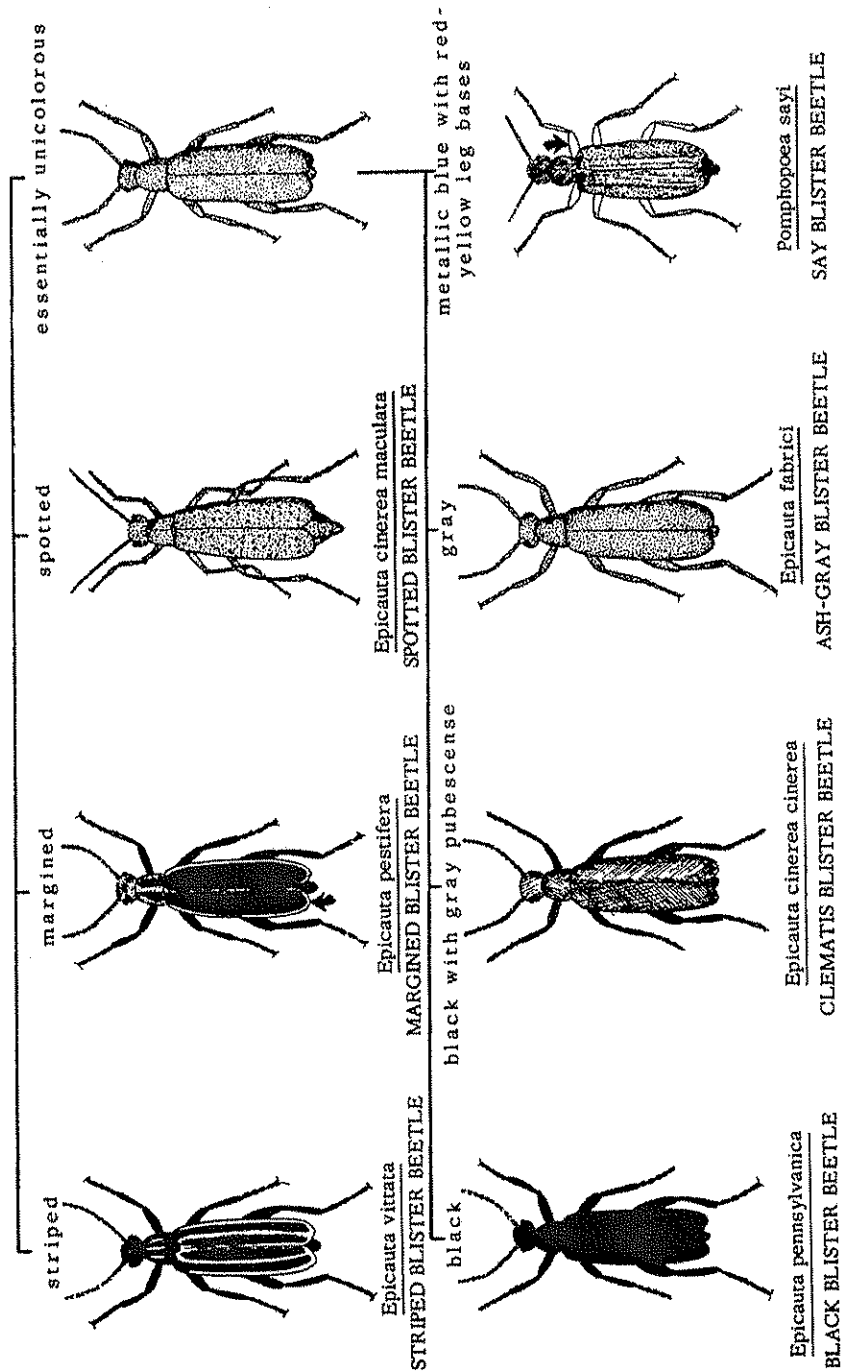 striped
margined
spotted
essentially unicolorous
Epicauta vittata
STRIPED BLISTER BEETLE
Epicauta pestifera
MARGINED BLISTER BEETLE
Epicauta cinerea maculata
SPOTTED BLISTER BEETLE
black
black with gray pubescense
gray
metallic blue with red-
yellow leg bases
Epicauta pennsylvanica
BLACK BLISTER BEETLE
Epicauta cinerea cinerea
CLEMATIS BLISTER BEETLE
Epicauta fabrici
ASH-GRAY BLISTER BEETLE
Pomphopoea sayi
SAY BLISTER BEETLE